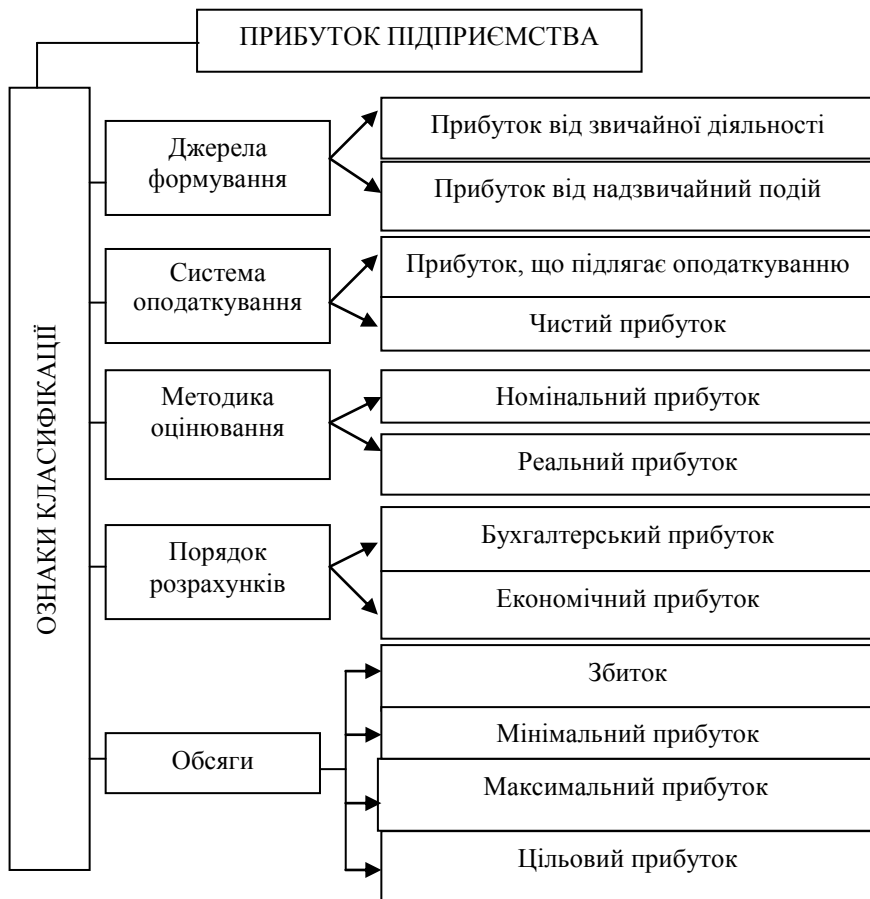 ПРИБУТОК ПІДПРИЄМСТВА
ОЗНАКИ КЛАСИФІКАЦІЇ
Джерела
формування
Прибуток від звичайної діяльності
Прибуток від надзвичайний подій
Система
оподаткування
Прибуток, що підлягає оподаткуванню
Чистий прибуток
Методика
оцінювання
Номінальний прибуток
Реальний прибуток
Порядок
розрахунків
Бухгалтерський прибуток
Економічний прибуток
Обсяги
Збиток
Мінімальний прибуток
Максимальний прибуток
Цільовий прибуток